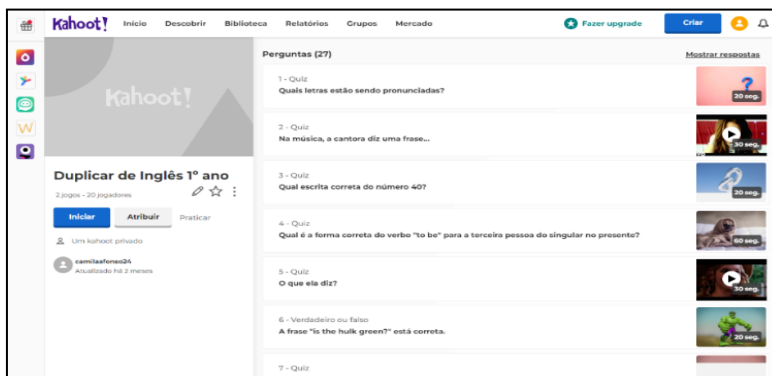 Kahoot! Início Descobrir Biblioteca Relatórios Grupos Mercado Fazer upgrade Criar
Kahoot!
Duplicar de Inglês 1º ano
2 jogos - 20 jogadores
Iniciar Atribuir Praticar
Um kahoot privado
camilaafonso24
Atualizado há 2 meses
Perguntas (27) Mostrar respostas
1 - Quiz
Quais letras estão sendo pronunciadas?
20 seg.
2 - Quiz
Na música, a cantora diz uma frase...
30 seg.
3 - Quiz
Qual escrita correta do número 40?
20 seg.
4 - Quiz
Qual é a forma correta do verbo "to be" para a terceira pessoa do singular no presente?
60 seg.
5 - Quiz
O que ela diz?
30 seg.
6 - Verdadeiro ou falso
A frase "is the hulk green?" está correta.
20 seg.
7 - Quiz